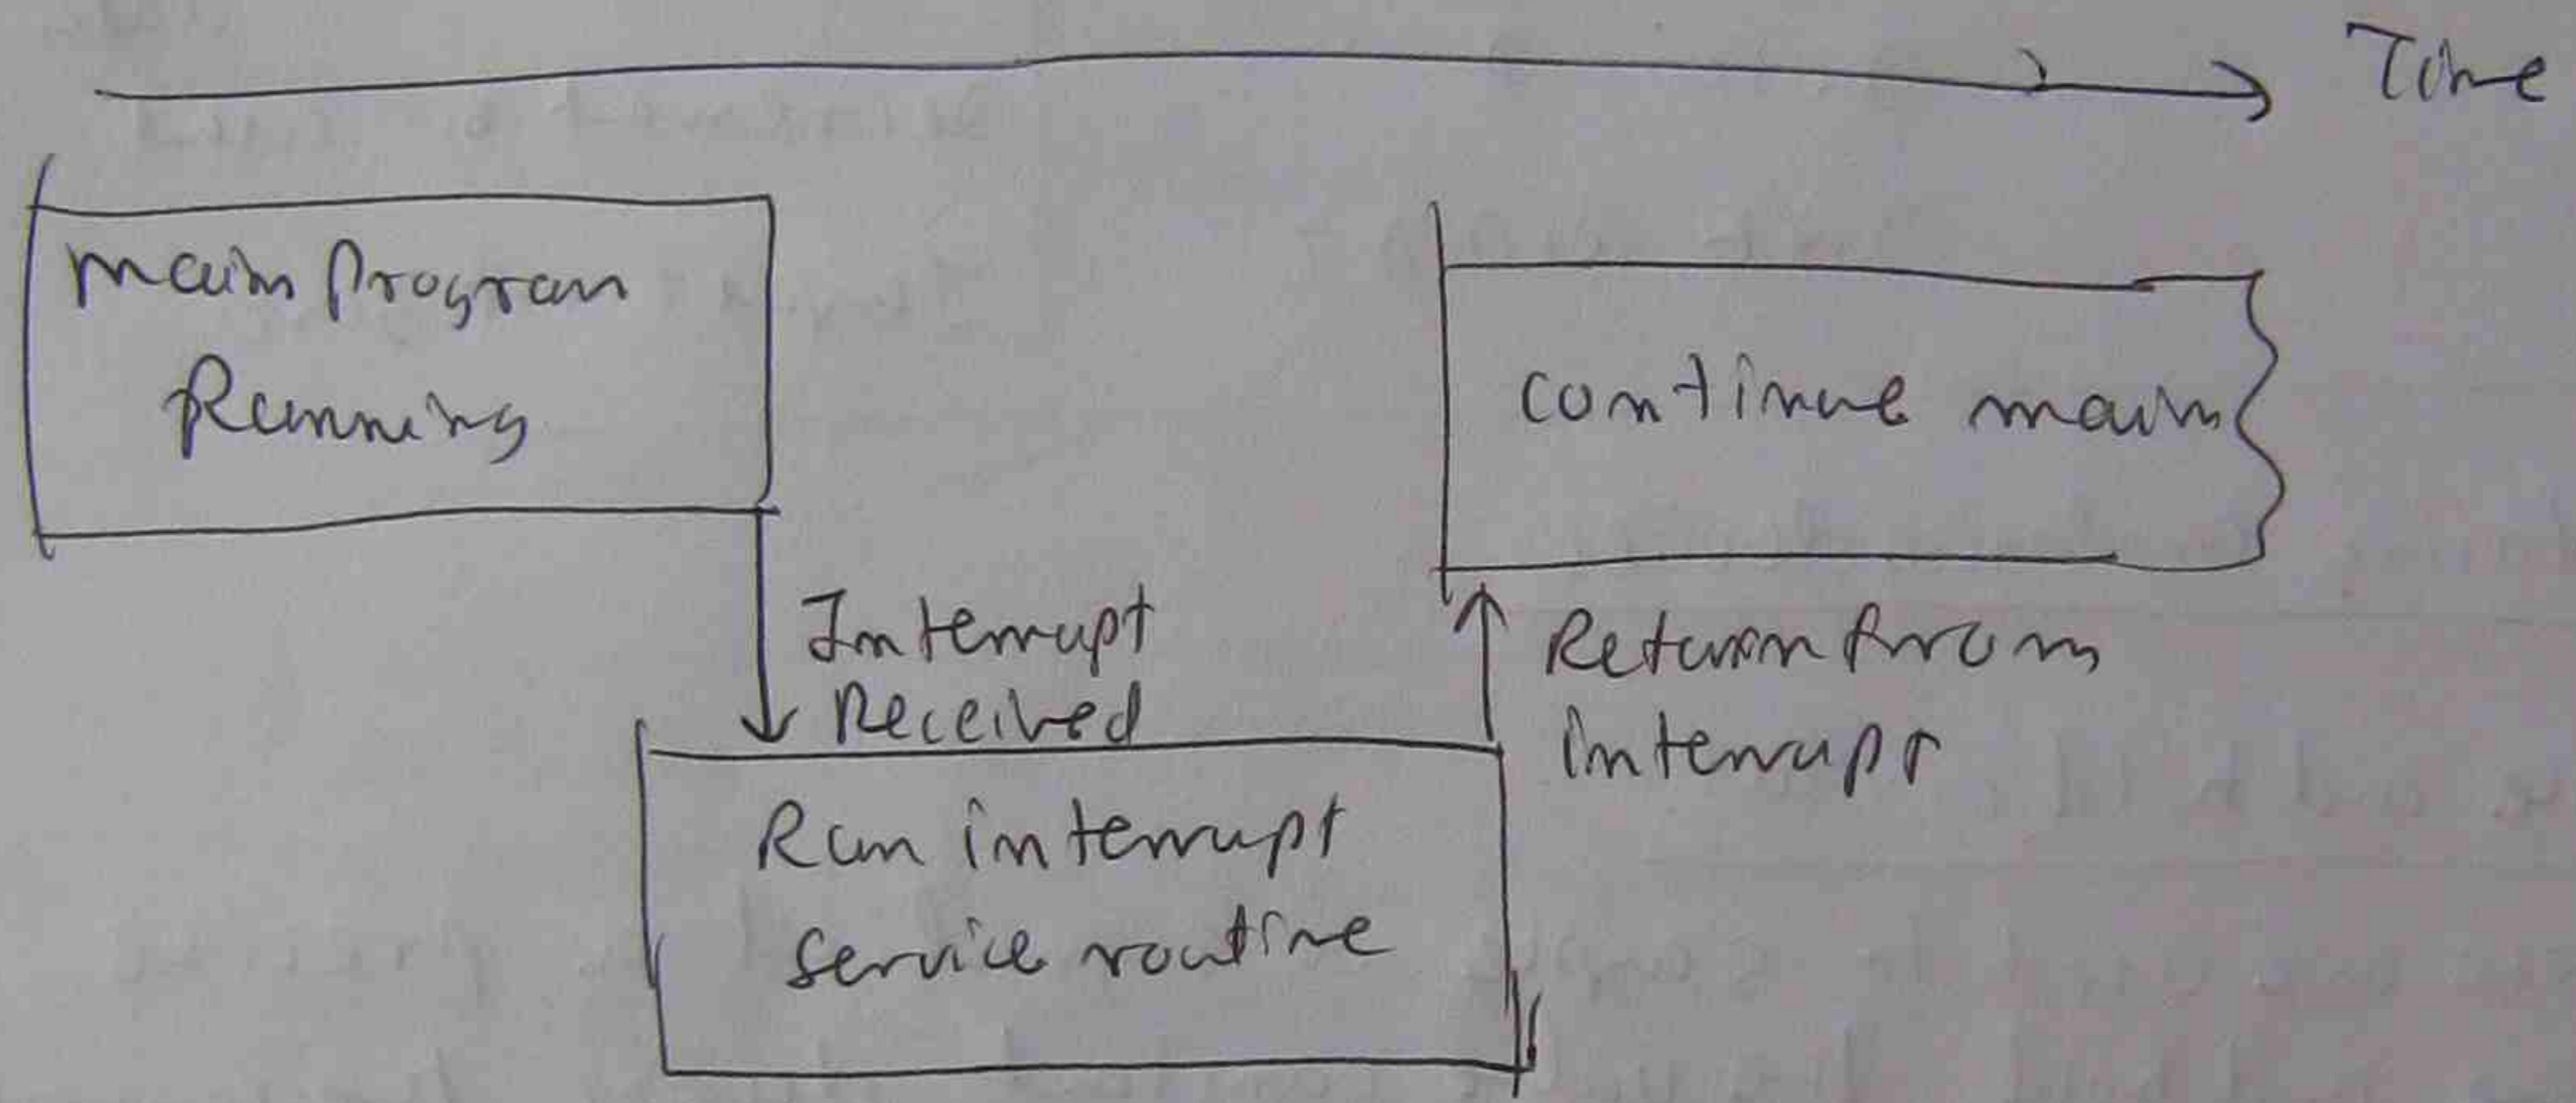 Time
main Program
Running
Interrupt
Received
Run interrupt
service routine
Return from
interrupt
continue main